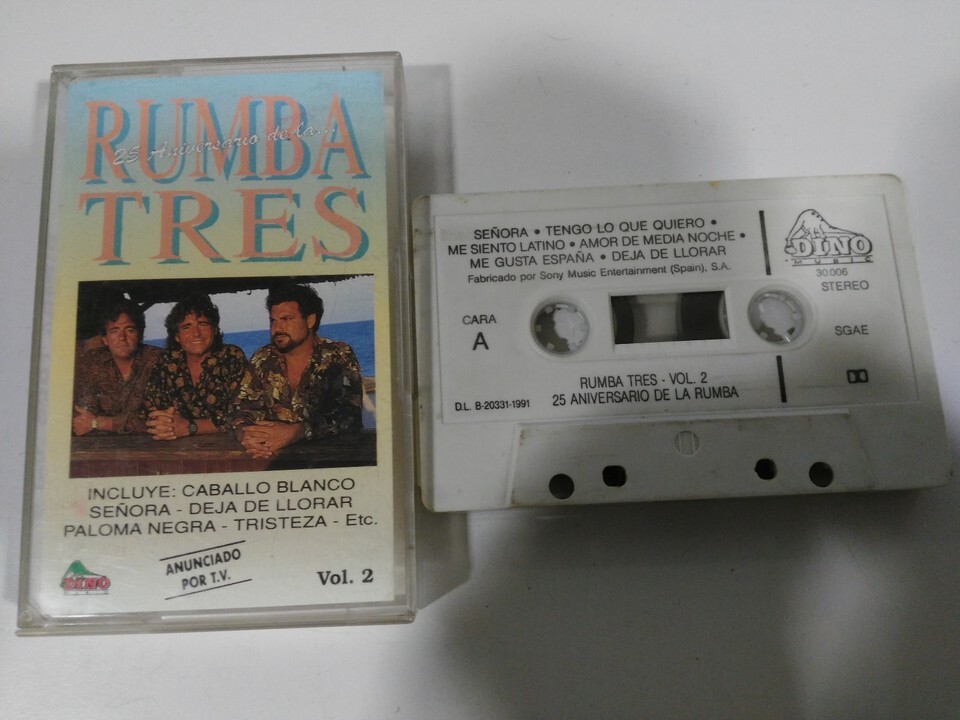 RUMBA
25 Aniversario de la...
TRES
INCLUYE: CABALLO BLANCO
SEÑORA - DEJA DE LLORAR
PALOMA NEGRA - TRISTEZA - Etc.
DINO
ANUNCIADO
POR T.V.
Vol. 2
SEÑORA • TENGO LO QUE QUIERO •
ME SIENTO LATINO • AMOR DE MEDIA NOCHE •
ME GUSTA ESPAÑA • DEJA DE LLORAR
Fabricado por Sony Music Entertainment (Spain), S.A.
DINO
MUSIC
30.006
STEREO
CARA
A
SGAE
RUMBA TRES - VOL. 2
25 ANIVERSARIO DE LA RUMBA
D.L. B-20331-1991